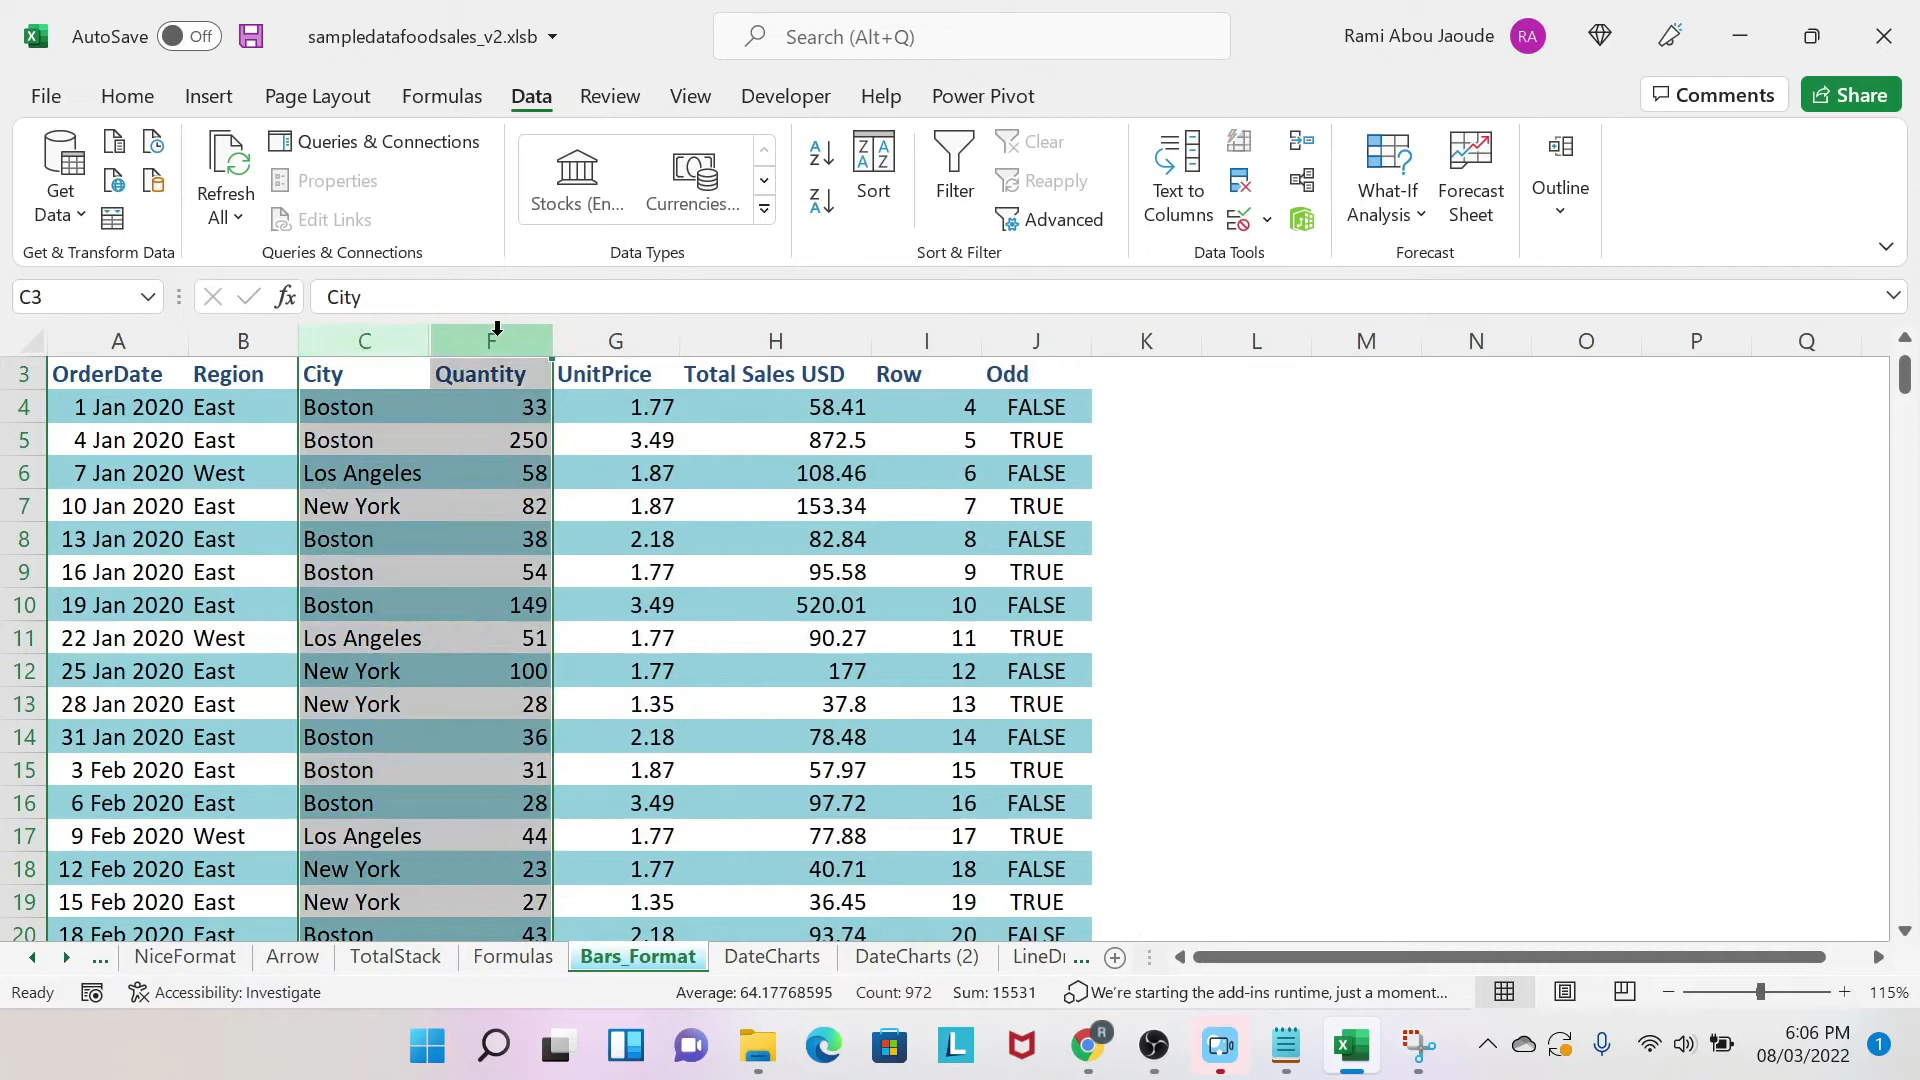 AutoSave Off sampledatafoodsales_v2.xlsb Search (Alt+Q) Rami Abou Jaoude RA
File Home Insert Page Layout Formulas Data Review View Developer Help Power Pivot Comments Share
Get Data
Refresh All
Queries & Connections
Properties
Edit Links
Stocks (En... Currencies...
Sort
Filter
Clear
Reapply
Advanced
Text to Columns
What-If Analysis
Forecast Sheet
Outline
Get & Transform Data Queries & Connections Data Types Sort & Filter Data Tools Forecast
C3 fx City
A B C F G H I J K L M N O P Q
3 OrderDate Region City Quantity UnitPrice Total Sales USD Row Odd
4 1 Jan 2020 East Boston 33 1.77 58.41 4 FALSE
5 4 Jan 2020 East Boston 250 3.49 872.5 5 TRUE
6 7 Jan 2020 West Los Angeles 58 1.87 108.46 6 FALSE
7 10 Jan 2020 East New York 82 1.87 153.34 7 TRUE
8 13 Jan 2020 East Boston 38 2.18 82.84 8 FALSE
9 16 Jan 2020 East Boston 54 1.77 95.58 9 TRUE
10 19 Jan 2020 East Boston 149 3.49 520.01 10 FALSE
11 22 Jan 2020 West Los Angeles 51 1.77 90.27 11 TRUE
12 25 Jan 2020 East New York 100 1.77 177 12 FALSE
13 28 Jan 2020 East New York 28 1.35 37.8 13 TRUE
14 31 Jan 2020 East Boston 36 2.18 78.48 14 FALSE
15 3 Feb 2020 East Boston 31 1.87 57.97 15 TRUE
16 6 Feb 2020 East Boston 28 3.49 97.72 16 FALSE
17 9 Feb 2020 West Los Angeles 44 1.77 77.88 17 TRUE
18 12 Feb 2020 East New York 23 1.77 40.71 18 FALSE
19 15 Feb 2020 East New York 27 1.35 36.45 19 TRUE
20 18 Feb 2020 East Boston 43 2.18 93.74 20 FALSE
... NiceFormat Arrow TotalStack Formulas Bars_Format DateCharts DateCharts (2) LineDr ...
Ready Accessibility: Investigate Average: 64.17768595 Count: 972 Sum: 15531 We're starting the add-ins runtime, just a moment... 115%
6:06 PM
08/03/2022 1